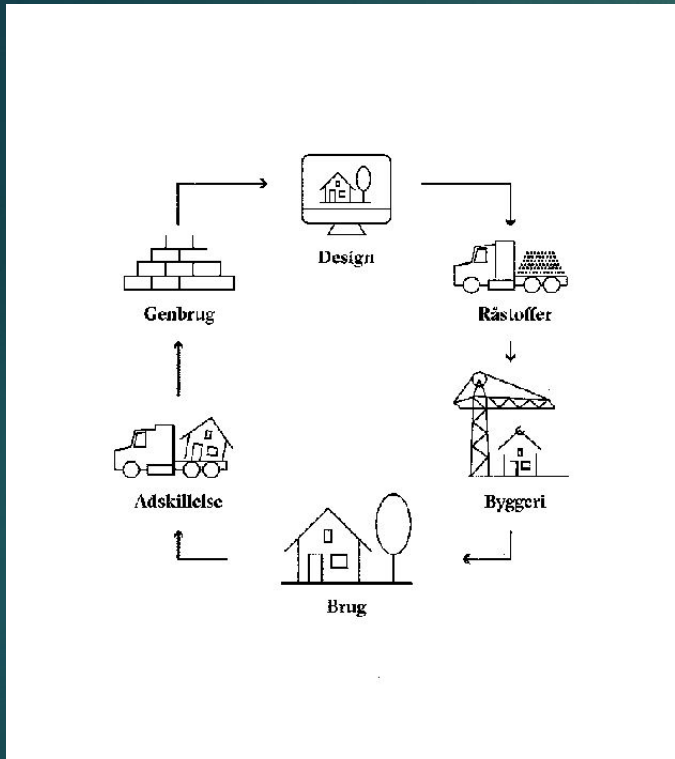 Design
Råstoffer
Byggeri
Brug
Adskillelse
Genbrug